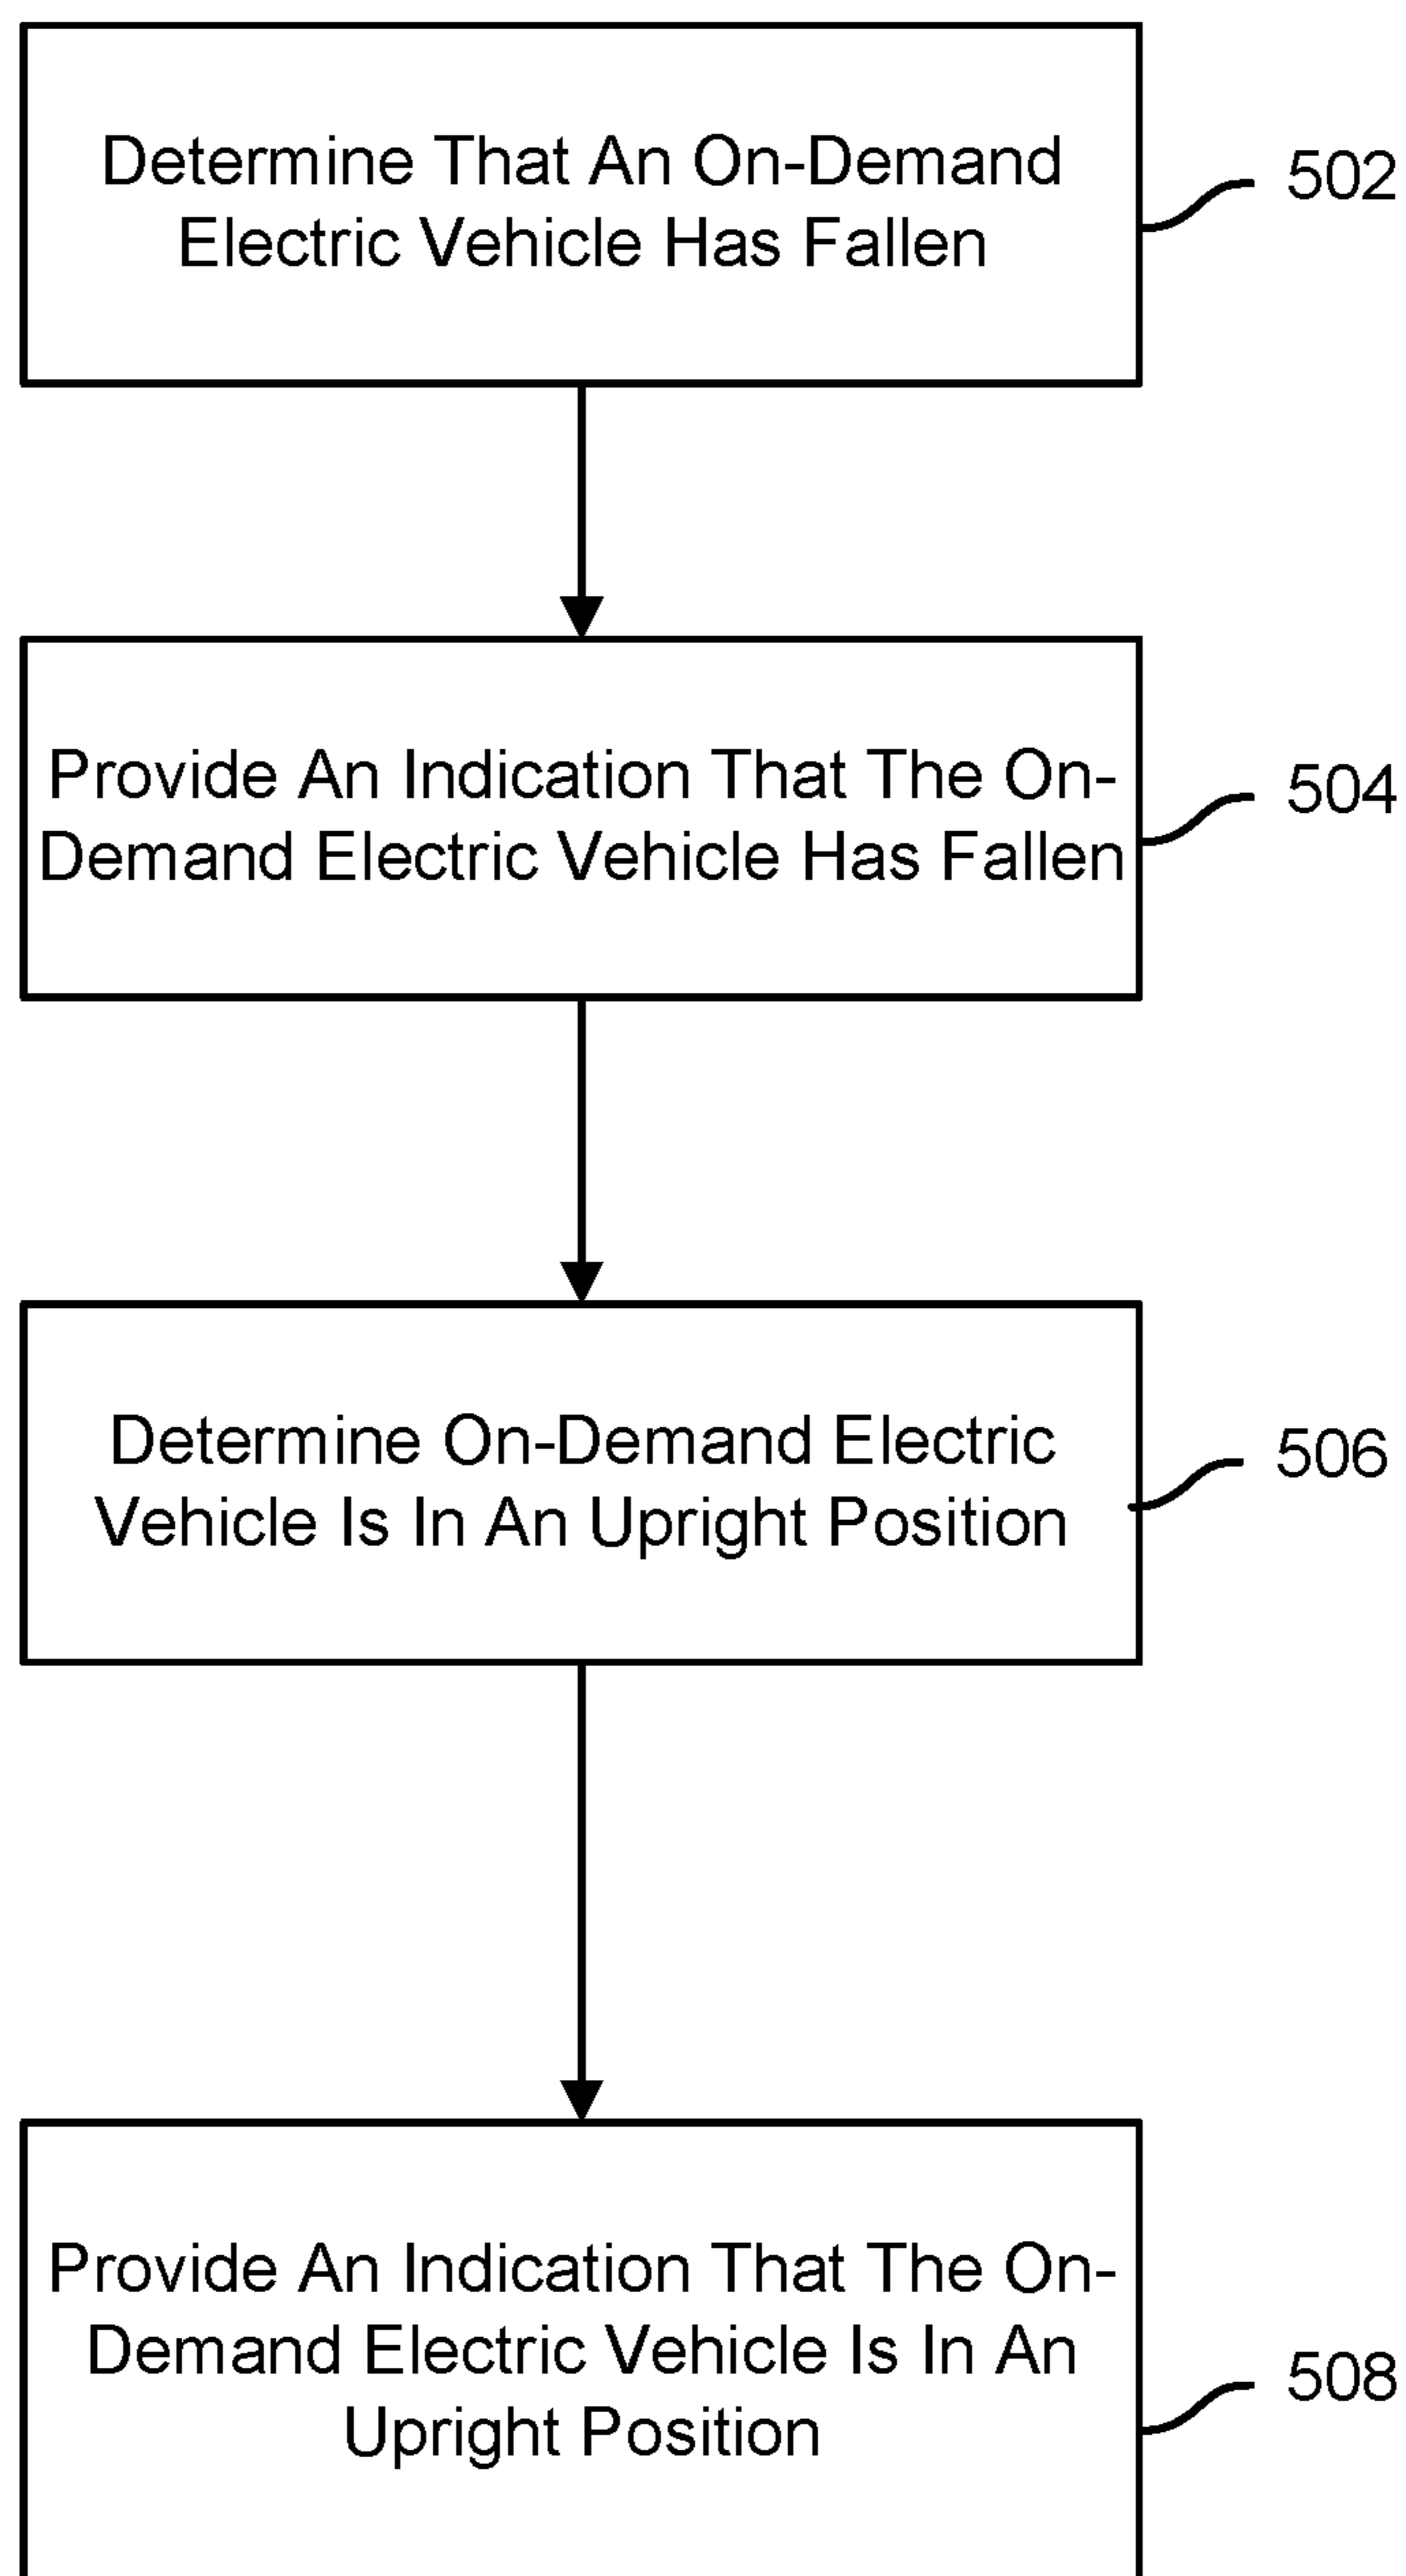 Determine That An On-Demand
Electric Vehicle Has Fallen
502
Provide An Indication That The On-
Demand Electric Vehicle Has Fallen
504
Determine On-Demand Electric
Vehicle Is In An Upright Position
506
Provide An Indication That The On-
Demand Electric Vehicle Is In An
Upright Position
508